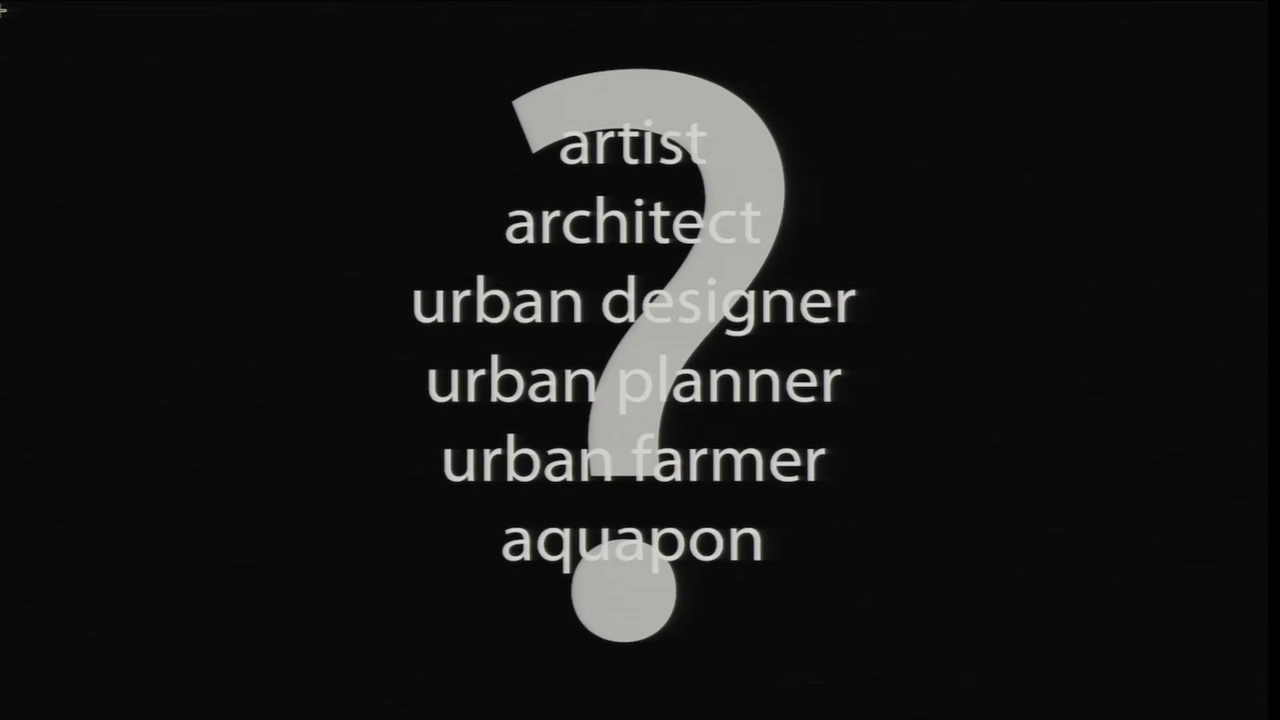 artist
architect
urban designer
urban planner
urban farmer
aquapon
?